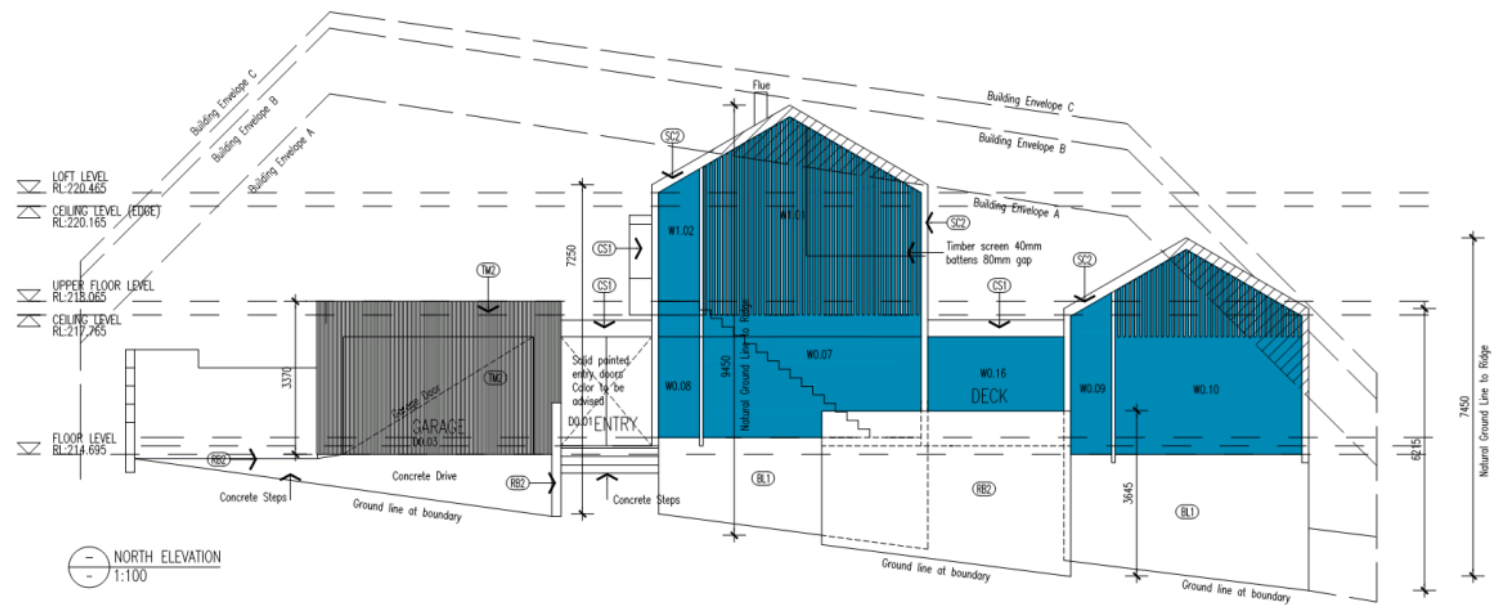 Building Envelope C
Building Envelope B
Building Envelope A
Flue
Building Envelope C
Building Envelope B
Building Envelope A
SC2
LOFT LEVEL
RL:220.465
CEILING LEVEL (EDGE)
RL:220.165
UPPER FLOOR LEVEL
RL:218.065
CEILING LEVEL
RL:217.765
FLOOR LEVEL
RL:214.695
W1.02
W1.01
SC2
CS1
7250
Timber screen 40mm
battens 80mm gap
SC2
TM2
CS1
CS1
3370
Solid painted
entry doors
Color to be
advised
D0.01 ENTRY
TM2
Garage Door
GARAGE
D0.03
W0.08
9450
Natural Ground Line to Ridge
W0.07
W0.16
DECK
W0.09
W0.10
7450
Natural Ground Line to Ridge
6215
3645
RB2
Concrete Drive
RB2
Concrete Steps
Concrete Steps
Ground line at boundary
BL1
RB2
BL1
Ground line at boundary
Ground line at boundary
NORTH ELEVATION
1:100